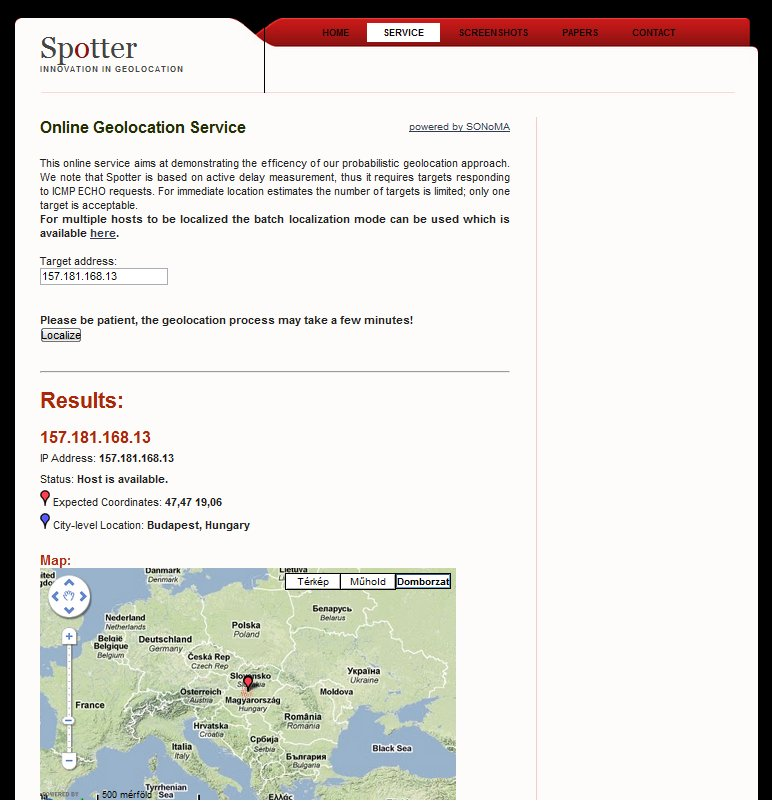 Spotter
INNOVATION IN GEOLOCATION
HOME SERVICE SCREENSHOTS PAPERS CONTACT
Online Geolocation Service
powered by SONoMA
This online service aims at demonstrating the efficency of our probabilistic geolocation approach.
We note that Spotter is based on active delay measurement, thus it requires targets responding
to ICMP ECHO requests. For immediate location estimates the number of targets is limited; only one
target is acceptable.
For multiple hosts to be localized the batch localization mode can be used which is
available here.
Target address:
157.181.168.13
Please be patient, the geolocation process may take a few minutes!
Localize
Results:
157.181.168.13
IP Address: 157.181.168.13
Status: Host is available.
Expected Coordinates: 47,47 19,06
City-level Location: Budapest, Hungary
Map:
Danmark
Denmark
Lietuva
Térkép Műhold Domborzat
Беларусь
Belarus
Nederland
Netherlands
Polska
Poland
België
Belgique
Belgium
Deutschland
Germany
Česká Rep
Czech Rep
Україна
Ukraine
Österreich
Austria
Magyarország
Hungary
Moldova
France
România
Romania
Hrvatska
Croatia
Србија
Serbia
Italia
Italy
България
Bulgaria
Black Sea
Tyrrhenian
Sea
Ελλάς
500 mérföld
POWERED BY